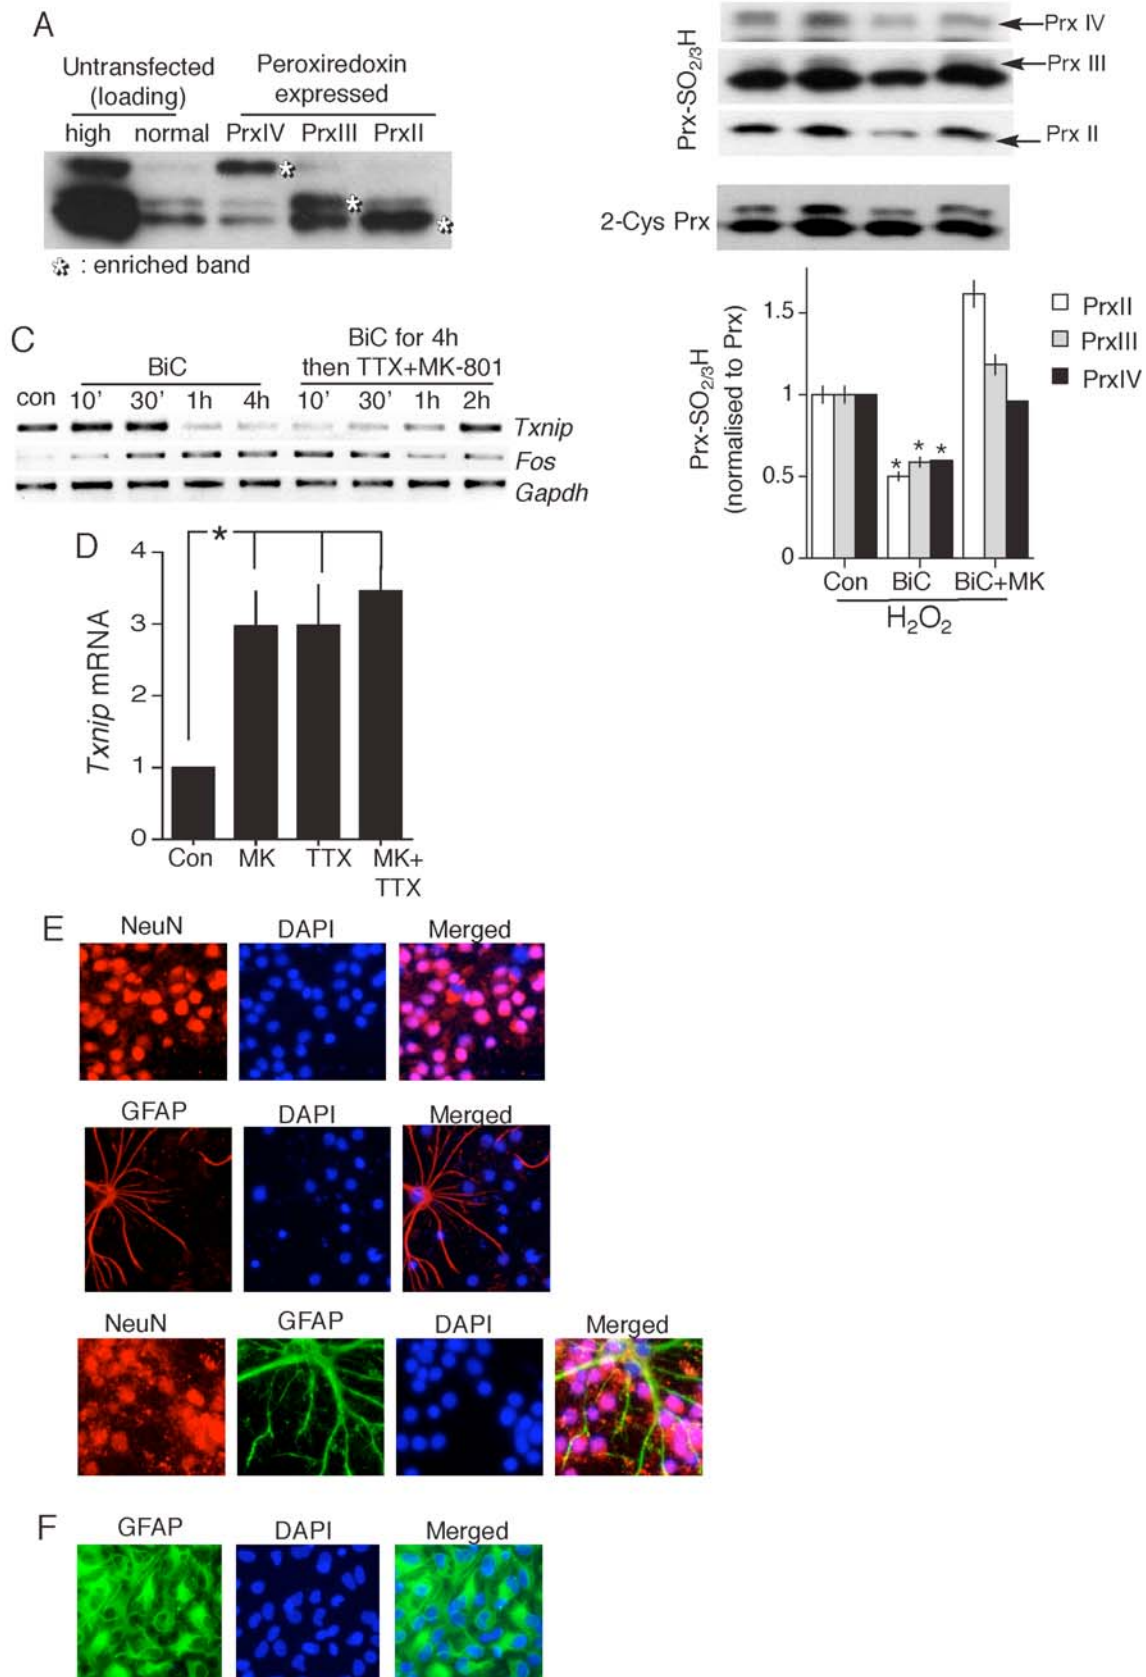 A
Untransfected
(loading)
Peroxiredoxin
expressed
high normal PrxIV PrxIII PrxII
* : enriched band
Prx-SO2/3H
Prx IV
Prx III
Prx II
2-Cys Prx
Prx-SO2/3H
(normalised to Prx)
1.5
1
0.5
0
* * *
PrxII
PrxIII
PrxIV
Con BiC BiC+MK
H2O2
C
BiC
BiC for 4h
then TTX+MK-801
con 10' 30' 1h 4h 10' 30' 1h 2h
Txnip
Fos
Gapdh
D
*
Txnip mRNA
4
3
2
1
0
Con MK TTX MK+
TTX
E
NeuN DAPI Merged
GFAP DAPI Merged
NeuN GFAP DAPI Merged
F
GFAP DAPI Merged